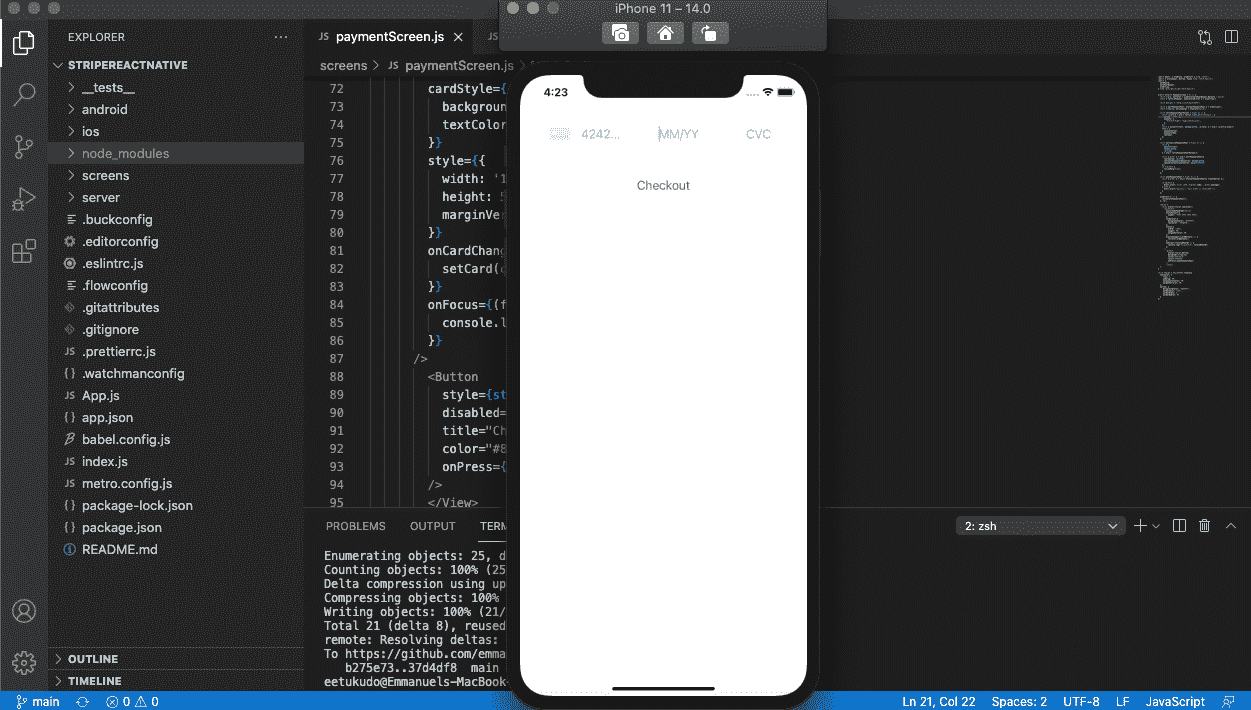 iPhone 11 – 14.0
EXPLORER
STRIPEREACTNATIVE
__tests__
android
ios
node_modules
screens
server
.buckconfig
.editorconfig
.eslintrc.js
.flowconfig
.gitattributes
.gitignore
.prettierrc.js
.watchmanconfig
App.js
app.json
babel.config.js
index.js
metro.config.js
package-lock.json
package.json
README.md
OUTLINE
TIMELINE
JS paymentScreen.js JS
screens > JS paymentScreen.js >
72 cardStyle={
73 backgroun
74 textColor
75 }}
76 style={{
77 width: '1
78 height: 5
79 marginVer
80 }}
81 onCardChang
82 setCard(c
83 }}
84 onFocus={(f
85 console.l
86 }}
87 />
88 <Button
89 style={st
90 disabled=
91 title="Ch
92 color="#8
93 onPress={
94 />
95 </View>
4:23
4242... MM/YY CVC
Checkout
PROBLEMS OUTPUT TERM
2: zsh
Enumerating objects: 25, d
Counting objects: 100% (25
Delta compression using up
Compressing objects: 100%
Writing objects: 100% (21/
Total 21 (delta 8), reused
remote: Resolving deltas:
To https://github.com/emma
b275e73..37d4df8 main
eetukudo@Emmanuels-MacBook-
main 0 0 Ln 21, Col 22 Spaces: 2 UTF-8 LF JavaScript